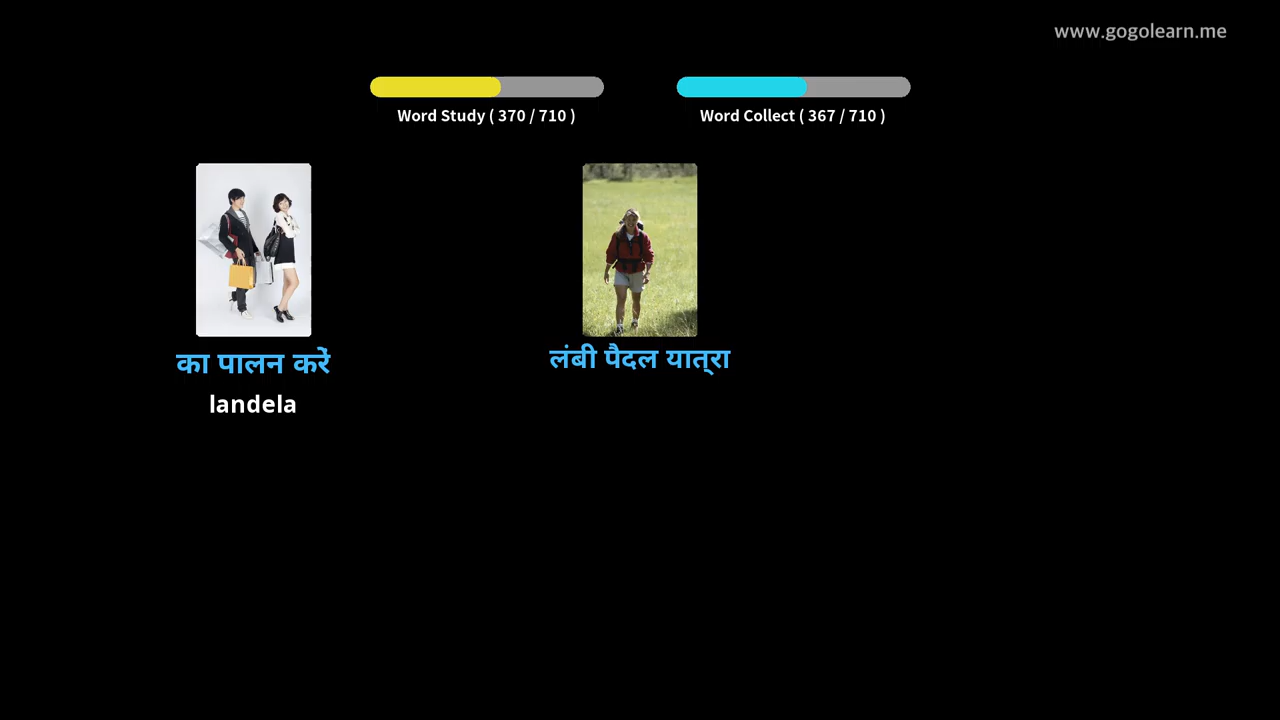 www.gogolearn.me
Word Study ( 370 / 710 )
Word Collect ( 367 / 710 )
का पालन करें
लंबी पैदल यात्रा
landela